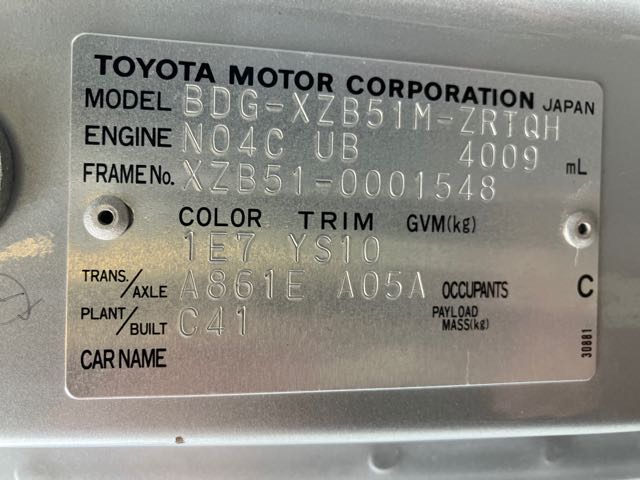 TOYOTA MOTOR CORPORATION JAPAN
MODEL BDG-XZB51M-ZRTQH
ENGINE N04C UB 4009 mL
FRAME No. XZB51-0001548
COLOR TRIM GVM(kg)
1E7 YS10
TRANS./AXLE A861E A05A OCCUPANTS C
PLANT/BUILT C41 PAYLOAD MASS(kg)
CAR NAME
30881